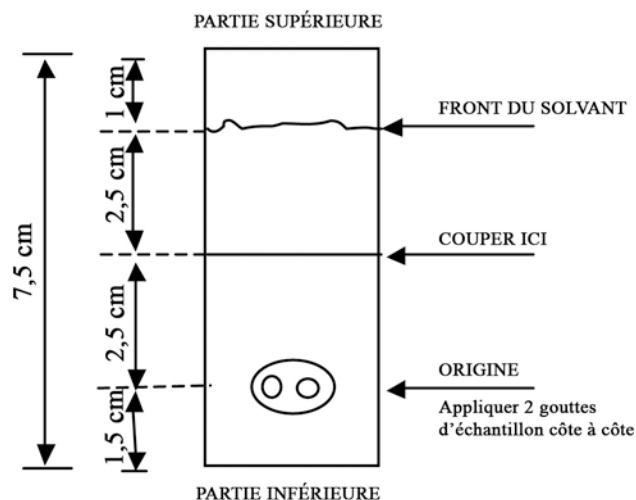 PARTIE SUPÉRIEURE
1 cm
FRONT DU SOLVANT
2,5 cm
7,5 cm
COUPER ICI
2,5 cm
ORIGINE
Appliquer 2 gouttes
d’échantillon côte à côte
1,5 cm
PARTIE INFÉRIEURE